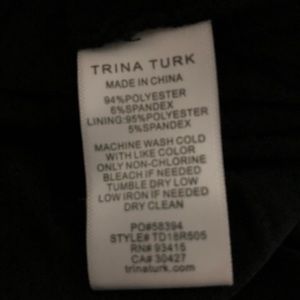 TRINA TURK
MADE IN CHINA
94%POLYESTER
6%SPANDEX
LINING:95%POLYESTER
5%SPANDEX
MACHINE WASH COLD
WITH LIKE COLOR
ONLY NON-CHLORINE
BLEACH IF NEEDED
TUMBLE DRY LOW
LOW IRON IF NEEDED
DRY CLEAN
PO#58394
STYLE# TD18R505
RN# 93415
CA# 30427
trinaturk.com